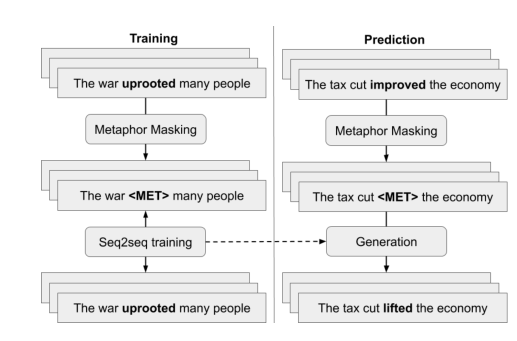 Training
The war uprooted many people
Metaphor Masking
The war <MET> many people
Seq2seq training
The war uprooted many people
Prediction
The tax cut improved the economy
Metaphor Masking
The tax cut <MET> the economy
Generation
The tax cut lifted the economy